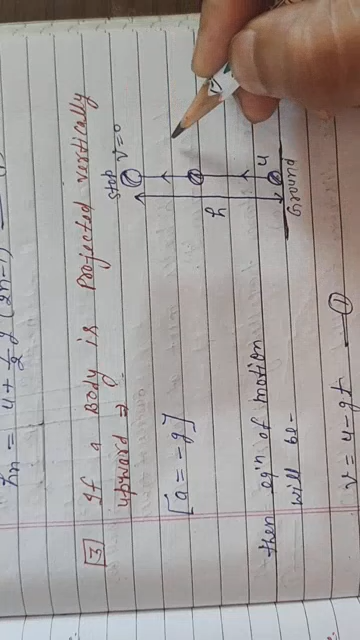 Sn = u + 1/2 a (2n-1)
[3] If a body is projected vertically
upward →
v=0
stop
[a = -g]
h
u
ground
then eqn of motion
will be -
v = u - gt — ①